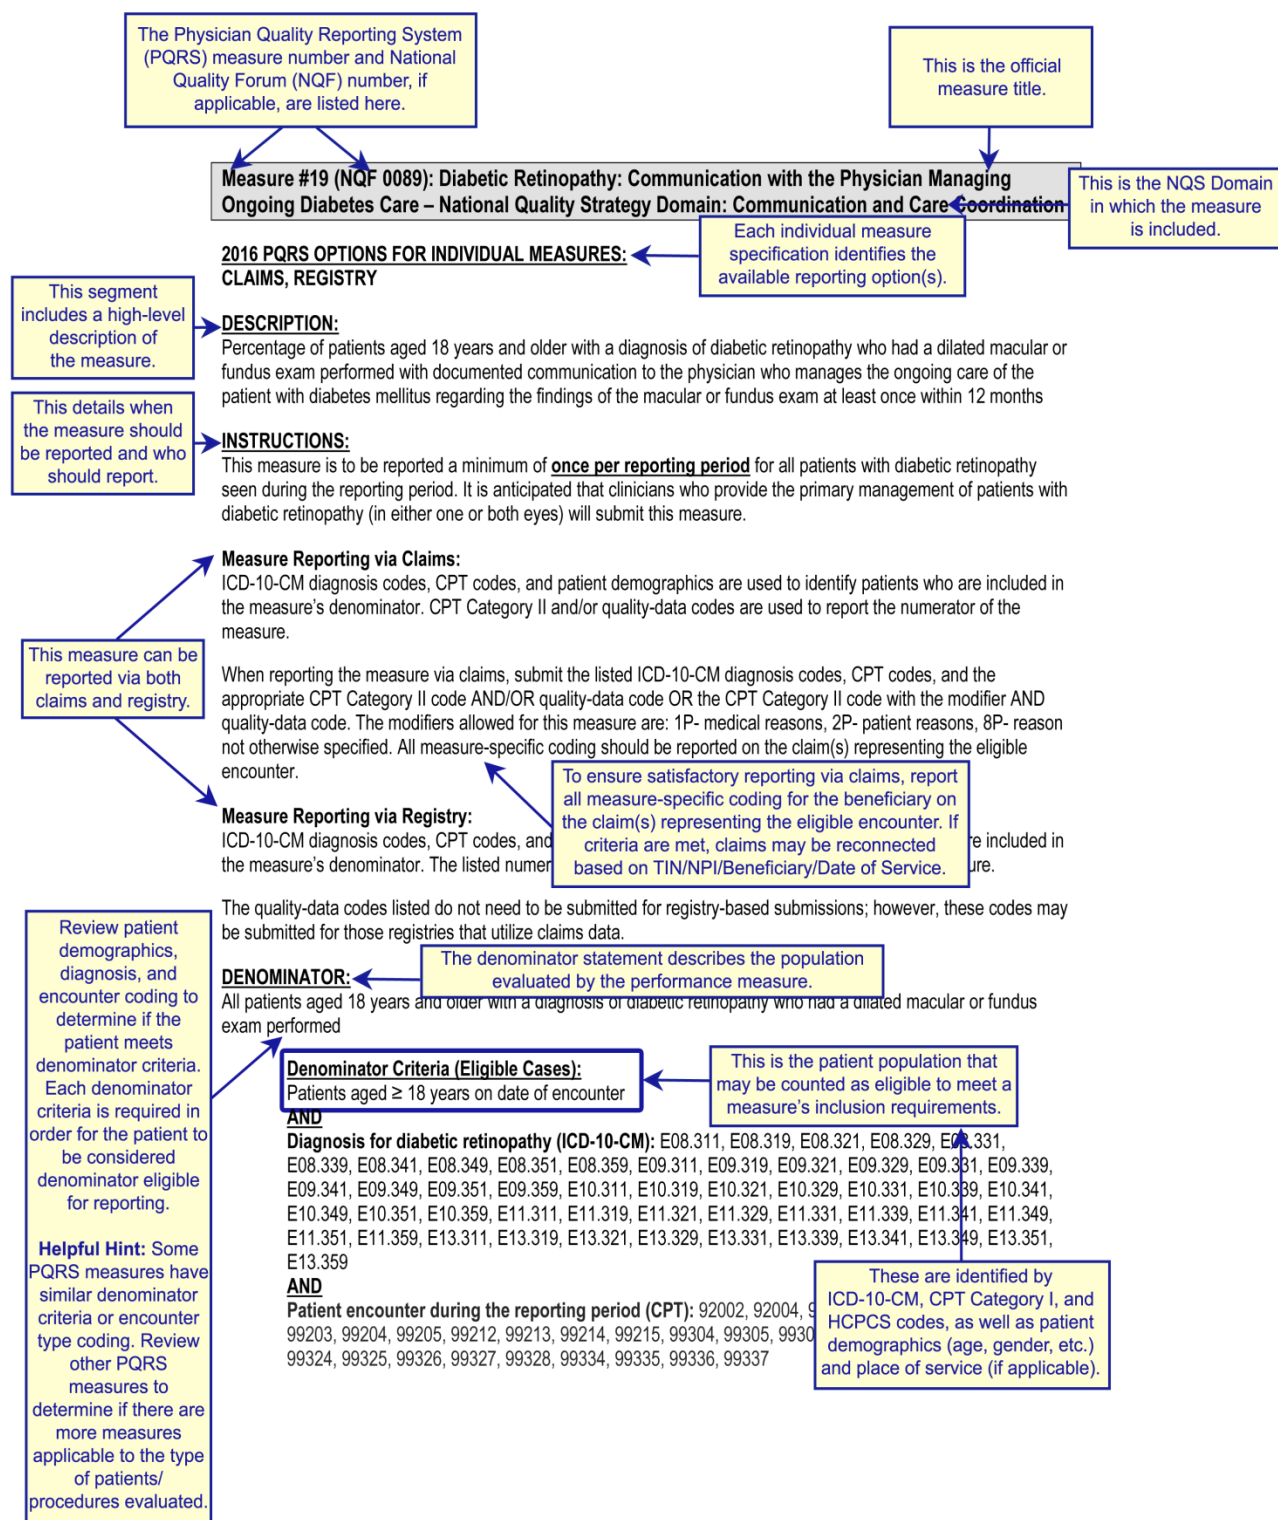 The Physician Quality Reporting System
(PQRS) measure number and National
Quality Forum (NQF) number, if
applicable, are listed here.
This is the official
measure title.
Measure #19 (NQF 0089): Diabetic Retinopathy: Communication with the Physician Managing
Ongoing Diabetes Care – National Quality Strategy Domain: Communication and Care Coordination
This is the NQS Domain
in which the measure
is included.
Each individual measure
specification identifies the
available reporting option(s).
2016 PQRS OPTIONS FOR INDIVIDUAL MEASURES:
CLAIMS, REGISTRY
This segment
includes a high-level
description of
the measure.
DESCRIPTION:
Percentage of patients aged 18 years and older with a diagnosis of diabetic retinopathy who had a dilated macular or
fundus exam performed with documented communication to the physician who manages the ongoing care of the
patient with diabetes mellitus regarding the findings of the macular or fundus exam at least once within 12 months
This details when
the measure should
be reported and who
should report.
INSTRUCTIONS:
This measure is to be reported a minimum of once per reporting period for all patients with diabetic retinopathy
seen during the reporting period. It is anticipated that clinicians who provide the primary management of patients with
diabetic retinopathy (in either one or both eyes) will submit this measure.
Measure Reporting via Claims:
ICD-10-CM diagnosis codes, CPT codes, and patient demographics are used to identify patients who are included in
the measure's denominator. CPT Category II and/or quality-data codes are used to report the numerator of the
measure.
This measure can be
reported via both
claims and registry.
When reporting the measure via claims, submit the listed ICD-10-CM diagnosis codes, CPT codes, and the
appropriate CPT Category II code AND/OR quality-data code OR the CPT Category II code with the modifier AND
quality-data code. The modifiers allowed for this measure are: 1P- medical reasons, 2P- patient reasons, 8P- reason
not otherwise specified. All measure-specific coding should be reported on the claim(s) representing the eligible
encounter.
To ensure satisfactory reporting via claims, report
all measure-specific coding for the beneficiary on
the claim(s) representing the eligible encounter. If
criteria are met, claims may be reconnected
based on TIN/NPI/Beneficiary/Date of Service.
Measure Reporting via Registry:
ICD-10-CM diagnosis codes, CPT codes, and included in
the measure's denominator. The listed
The quality-data codes listed do not need to be submitted for registry-based submissions; however, these codes may
be submitted for those registries that utilize claims data.
Review patient
demographics,
diagnosis, and
encounter coding to
determine if the
patient meets
denominator criteria.
Each denominator
criteria is required in
order for the patient to
be considered
denominator eligible
for reporting.
Helpful Hint: Some
PQRS measures have
similar denominator
criteria or encounter
type coding. Review
other PQRS
measures to
determine if there are
more measures
applicable to the type
of patients/
procedures evaluated.
The denominator statement describes the population
evaluated by the performance measure.
DENOMINATOR:
All patients aged 18 years and older with a diagnosis of diabetic retinopathy who had a dilated macular or fundus
exam performed
Denominator Criteria (Eligible Cases):
Patients aged ≥ 18 years on date of encounter
This is the patient population that
may be counted as eligible to meet a
measure's inclusion requirements.
AND
Diagnosis for diabetic retinopathy (ICD-10-CM): E08.311, E08.319, E08.321, E08.329, E08.331,
E08.339, E08.341, E08.349, E08.351, E08.359, E09.311, E09.319, E09.321, E09.329, E09.331, E09.339,
E09.341, E09.349, E09.351, E09.359, E10.311, E10.319, E10.321, E10.329, E10.331, E10.339, E10.341,
E10.349, E10.351, E10.359, E11.311, E11.319, E11.321, E11.329, E11.331, E11.339, E11.341, E11.349,
E11.351, E11.359, E13.311, E13.319, E13.321, E13.329, E13.331, E13.339, E13.341, E13.349, E13.351,
E13.359
AND
Patient encounter during the reporting period (CPT): 92002, 92004,
99203, 99204, 99205, 99212, 99213, 99214, 99215, 99304, 99305,
99324, 99325, 99326, 99327, 99328, 99334, 99335, 99336, 99337
These are identified by
ICD-10-CM, CPT Category I, and
HCPCS codes, as well as patient
demographics (age, gender, etc.)
and place of service (if applicable).